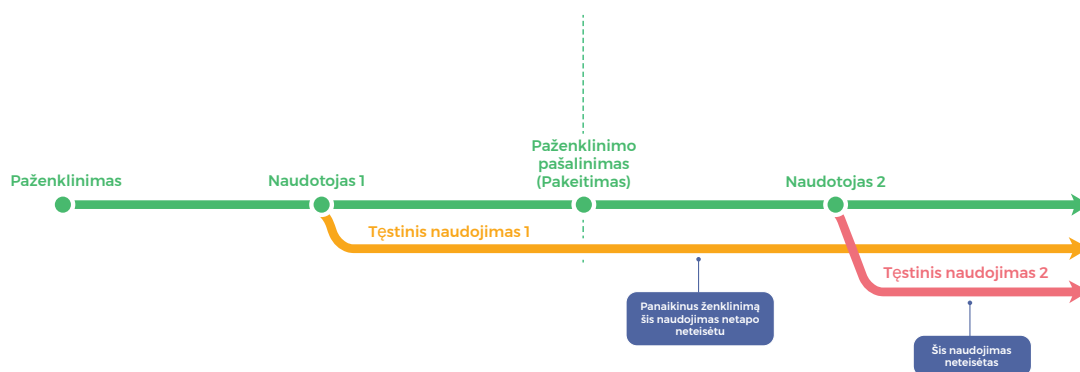 Paženklinimas
Naudotojas 1
Paženklinimo
pašalinimas
(Pakeitimas)
Naudotojas 2
Tęstinis naudojimas 1
Tęstinis naudojimas 2
Panaikinus ženklinimą
šis naudojimas netapo
neteisėtu
Šis naudojimas
neteisėtas